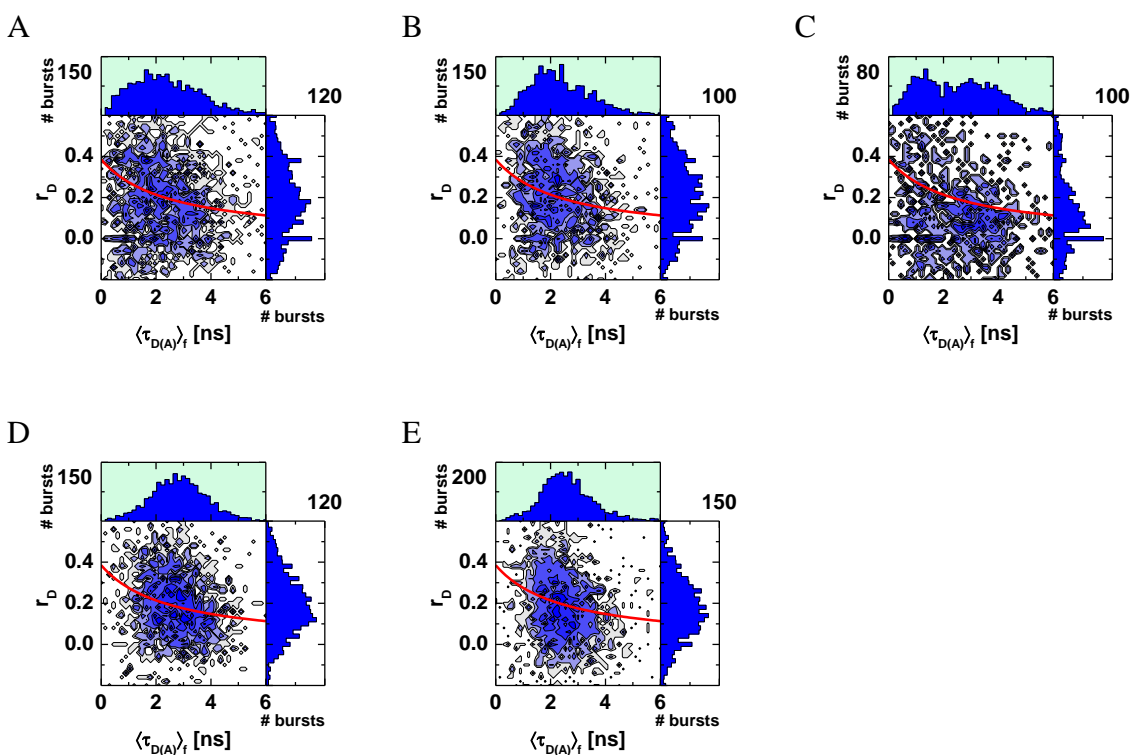 A
# bursts
150
120
r_D
0.4
0.2
0.0
0 2 4 6
# bursts
⟨τ_D(A)⟩_f [ns]
B
# bursts
150
100
r_D
0.4
0.2
0.0
0 2 4 6
# bursts
⟨τ_D(A)⟩_f [ns]
C
# bursts
80
100
r_D
0.4
0.2
0.0
0 2 4 6
# bursts
⟨τ_D(A)⟩_f [ns]
D
# bursts
150
120
r_D
0.4
0.2
0.0
0 2 4 6
# bursts
⟨τ_D(A)⟩_f [ns]
E
# bursts
200
150
r_D
0.4
0.2
0.0
0 2 4 6
# bursts
⟨τ_D(A)⟩_f [ns]